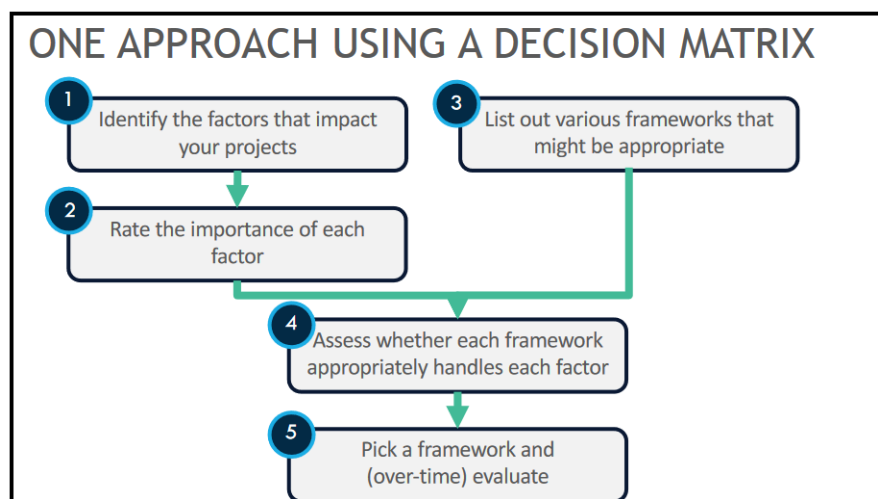 ONE APPROACH USING A DECISION MATRIX
1
Identify the factors that impact
your projects
2
Rate the importance of each
factor
3
List out various frameworks that
might be appropriate
4
Assess whether each framework
appropriately handles each factor
5
Pick a framework and
(over-time) evaluate